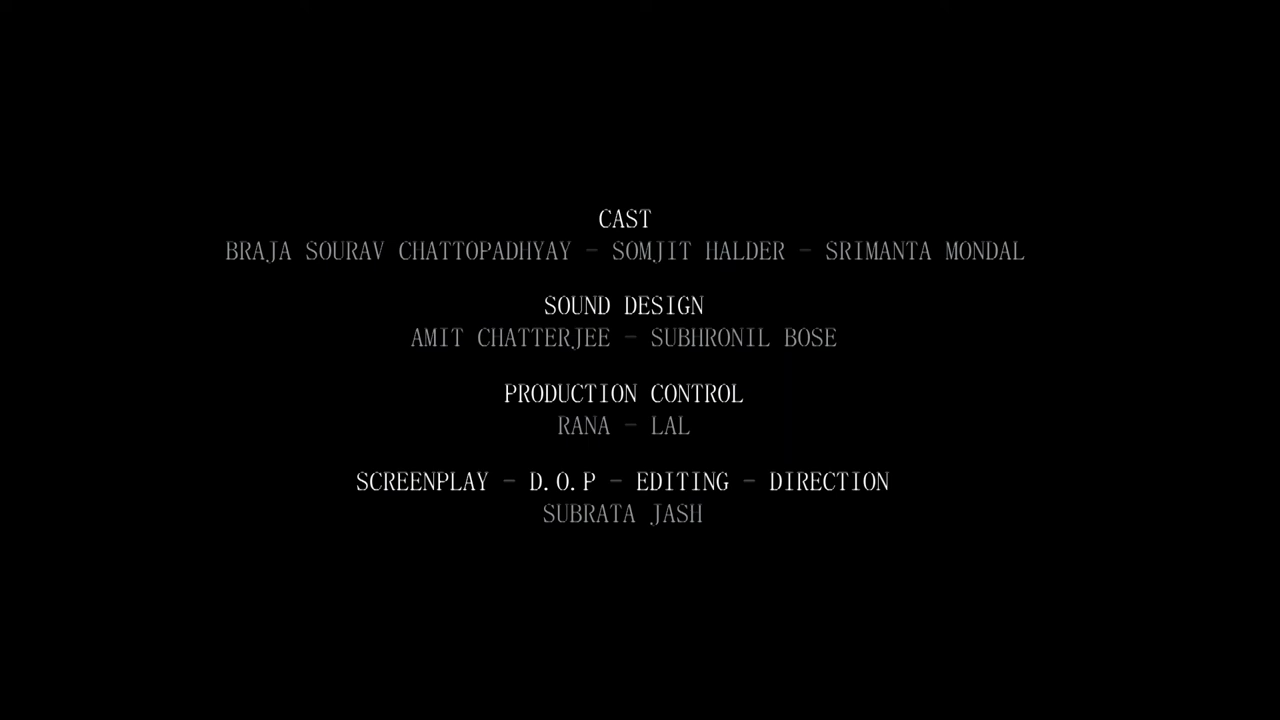 CAST
BRAJA SOURAV CHATTOPADHYAY - SOMJIT HALDER - SRIMANTA MONDAL
SOUND DESIGN
AMIT CHATTERJEE - SUBHRONIL BOSE
PRODUCTION CONTROL
RANA - LAL
SCREENPLAY - D.O.P - EDITING - DIRECTION
SUBRATA JASH